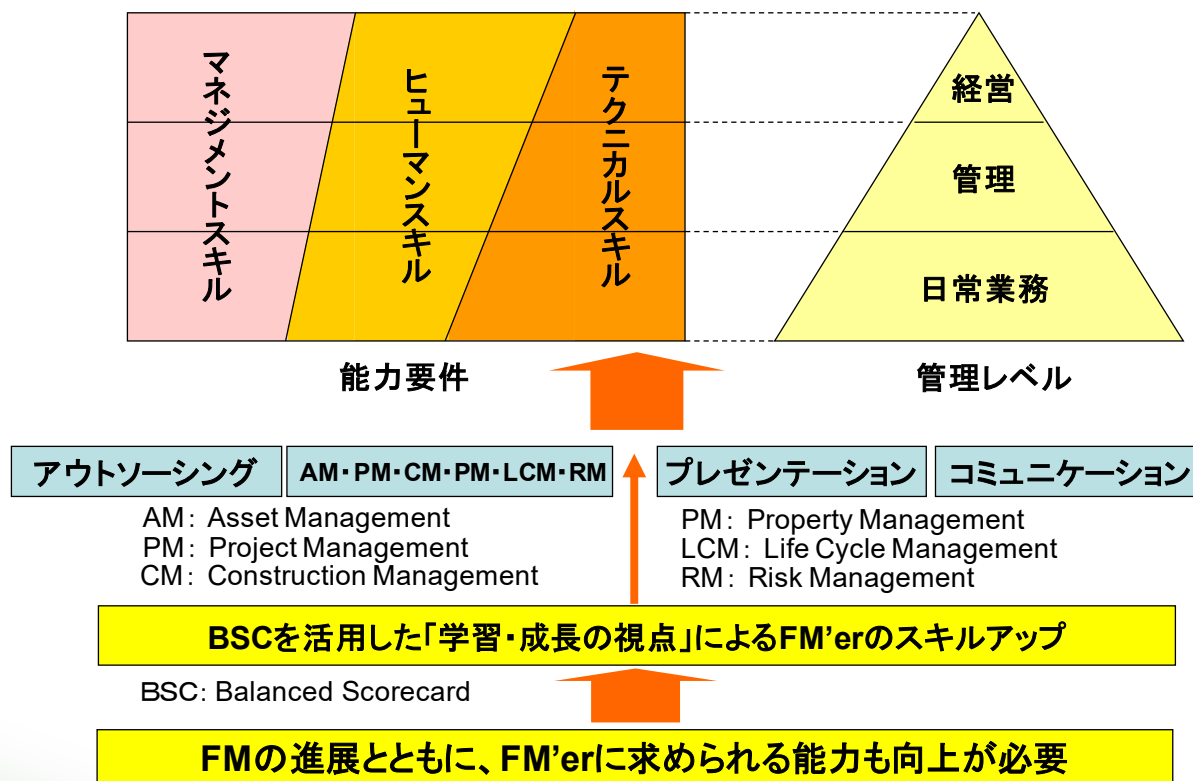 マネジメントスキル
ヒューマンスキル
テクニカルスキル
経営
管理
日常業務
能力要件
管理レベル
アウトソーシング
AM・PM・CM・PM・LCM・RM
プレゼンテーション
コミュニケーション
AM： Asset Management
PM： Project Management
CM： Construction Management
PM： Property Management
LCM： Life Cycle Management
RM： Risk Management
BSCを活用した「学習・成長の視点」によるFM’erのスキルアップ
BSC： Balanced Scorecard
FMの進展とともに、FM’erに求められる能力も向上が必要